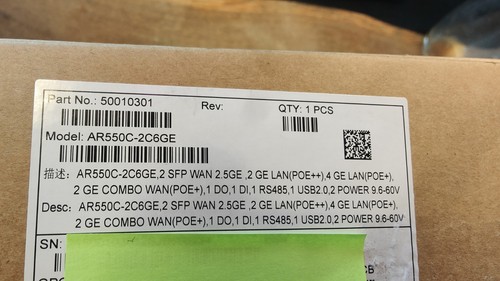 Part No.: 50010301 Rev: QTY: 1 PCS
Model: AR550C-2C6GE
描述: AR550C-2C6GE,2 SFP WAN 2.5GE ,2 GE LAN(POE++),4 GE LAN(POE+),
2 GE COMBO WAN(POE+),1 DO,1 DI,1 RS485,1 USB2.0,2 POWER 9.6-60V
Desc: AR550C-2C6GE,2 SFP WAN 2.5GE ,2 GE LAN(POE++),4 GE LAN(POE+),
2 GE COMBO WAN(POE+),1 DO,1 DI,1 RS485,1 USB2.0,2 POWER 9.6-60V
SN: